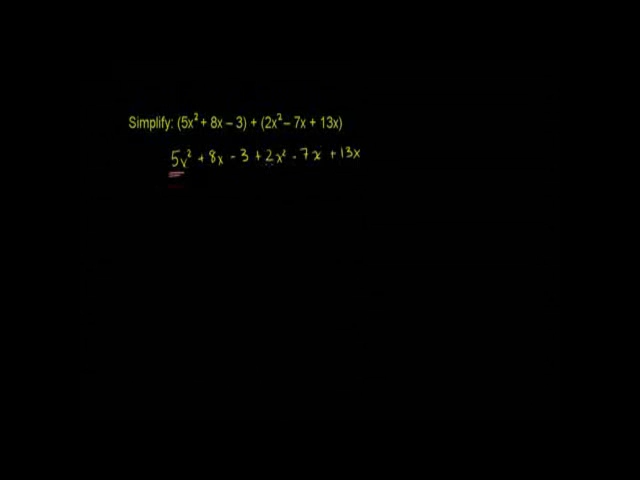 Simplify: (5x² + 8x – 3) + (2x² – 7x + 13x)
5x² + 8x - 3 + 2x² - 7x + 13x